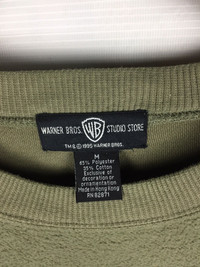 WARNER BROS. WB STUDIO STORE
TM & © 1995 WARNER BROS.
M
65% Polyester
35% Cotton
Exclusive of
decoration or
ornamentation
Made in Hong Kong
RN 82871